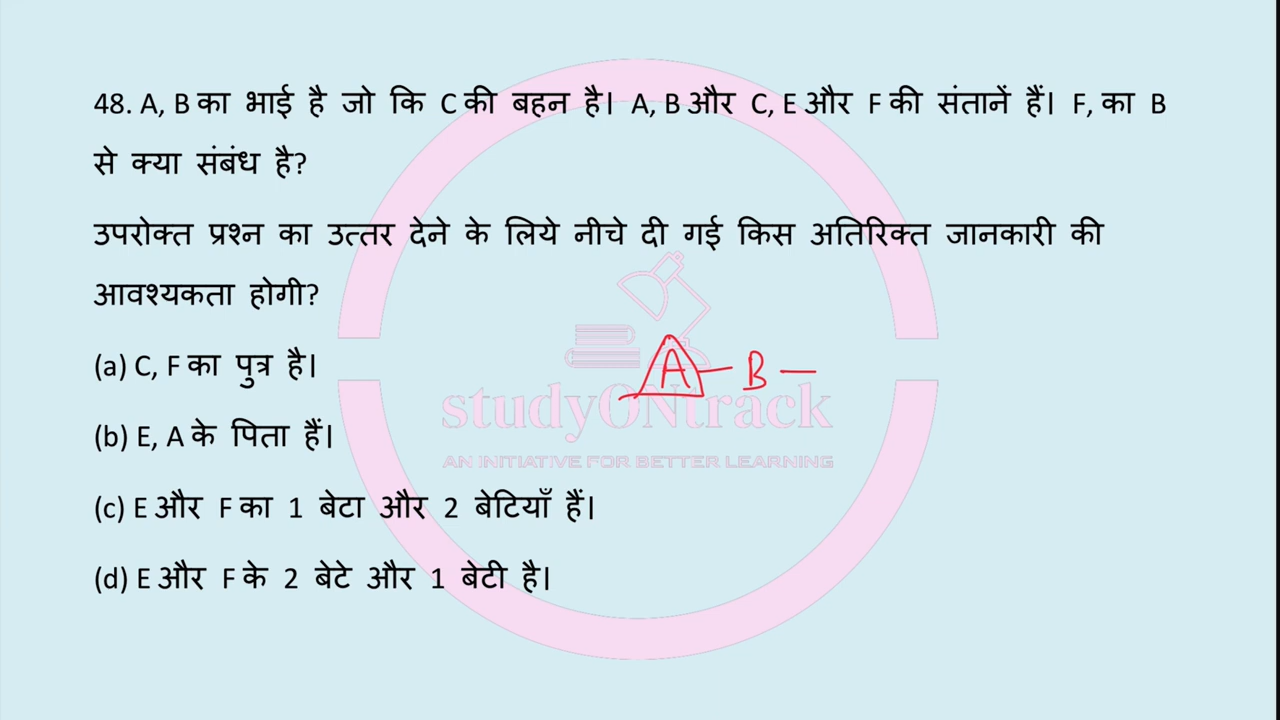 48. A, B का भाई है जो कि C की बहन है। A, B और C, E और F की संतानें हैं। F, का B
से क्या संबंध है?
उपरोक्त प्रश्न का उत्तर देने के लिये नीचे दी गई किस अतिरिक्त जानकारी की
आवश्यकता होगी?
(a) C, F का पुत्र है।
A – B –
(b) E, A के पिता हैं।
studyONtrack
AN INITIATIVE FOR BETTER LEARNING
(c) E और F का 1 बेटा और 2 बेटियाँ हैं।
(d) E और F के 2 बेटे और 1 बेटी है।